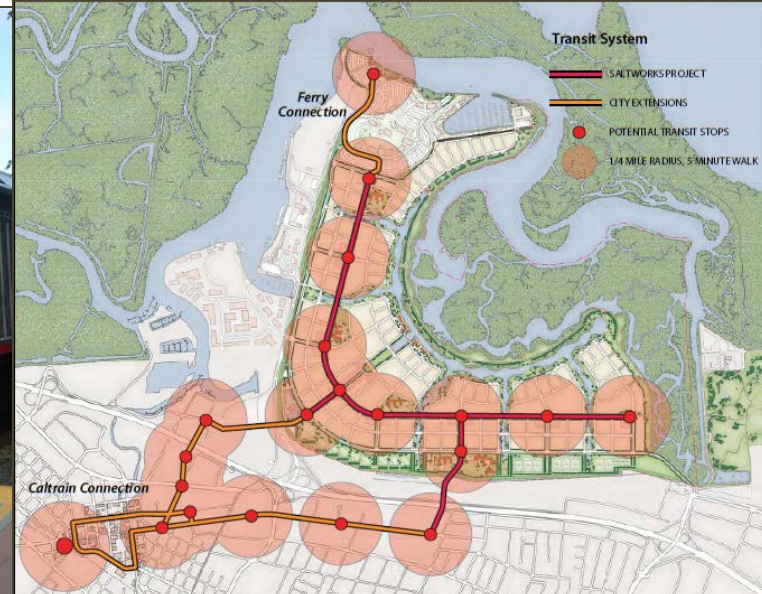 Transit System
SALTWORKS PROJECT
CITY EXTENSIONS
POTENTIAL TRANSIT STOPS
1/4 MILE RADIUS, 5-MINUTE WALK
Ferry
Connection
Caltrain Connection